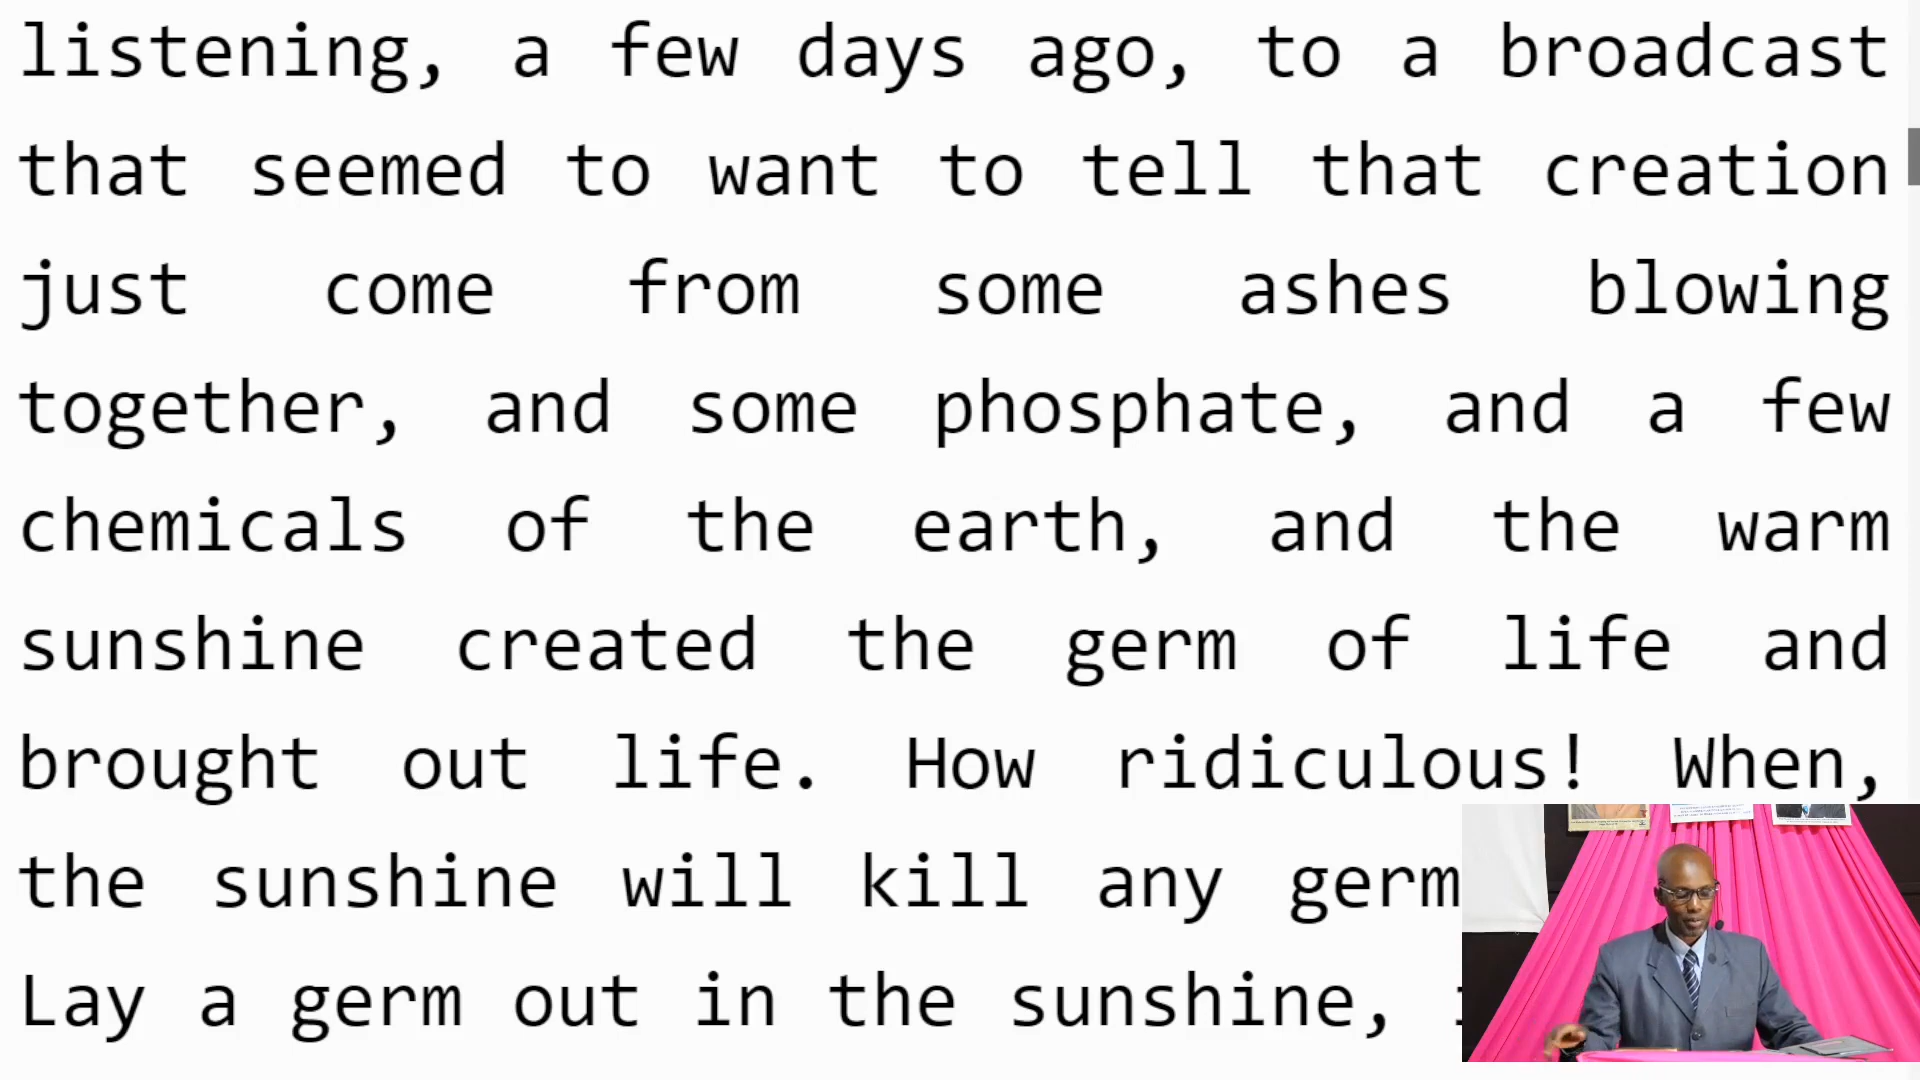 listening, a few days ago, to a broadcast
that seemed to want to tell that creation
just come from some ashes blowing
together, and some phosphate, and a few
chemicals of the earth, and the warm
sunshine created the germ of life and
brought out life. How ridiculous! When,
the sunshine will kill any germ
Lay a germ out in the sunshine,